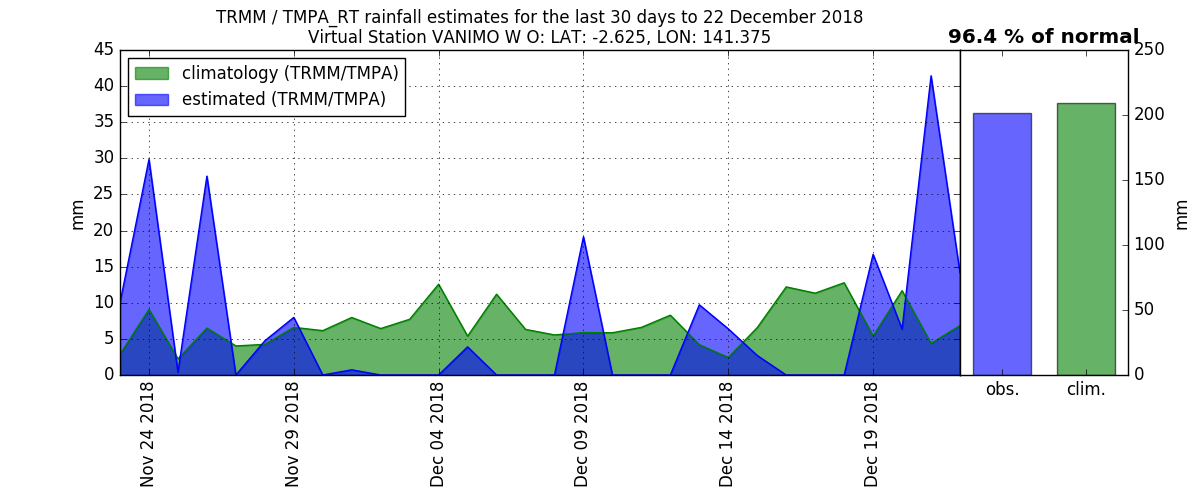 TRMM / TMPA_RT rainfall estimates for the last 30 days to 22 December 2018
Virtual Station VANIMO W O: LAT: -2.625, LON: 141.375
96.4 % of normal
climatology (TRMM/TMPA)
estimated (TRMM/TMPA)
mm
45
40
35
30
25
20
15
10
5
0
Nov 24 2018
Nov 29 2018
Dec 04 2018
Dec 09 2018
Dec 14 2018
Dec 19 2018
obs.
clim.
250
200
150
100
50
0
mm